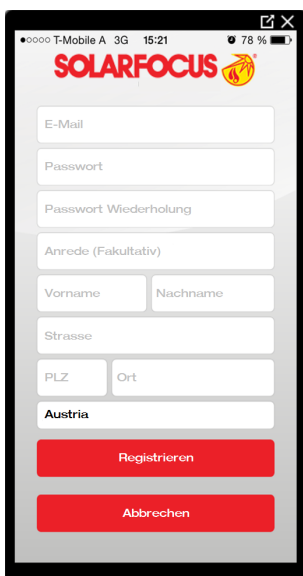 T-Mobile A 3G 15:21 78 %
SOLARFOCUS
E-Mail
Passwort
Passwort Wiederholung
Anrede (Fakultativ)
Vorname Nachname
Strasse
PLZ Ort
Austria
Registrieren
Abbrechen